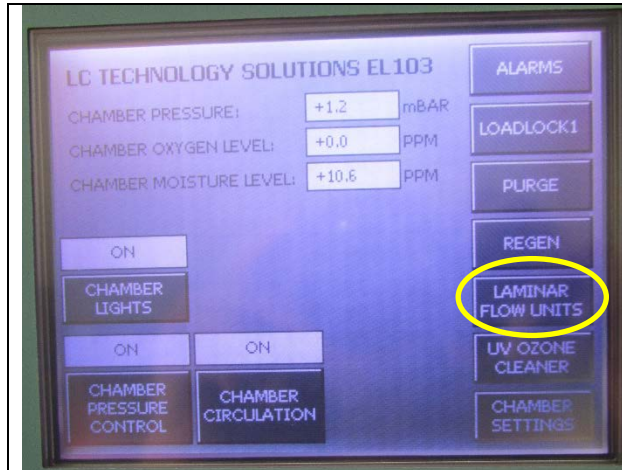 LC TECHNOLOGY SOLUTIONS EL103
CHAMBER PRESSURE: +1.2 mBAR
CHAMBER OXYGEN LEVEL: +0.0 PPM
CHAMBER MOISTURE LEVEL: +10.6 PPM
ON
CHAMBER
LIGHTS
ON
CHAMBER
PRESSURE
CONTROL
ON
CHAMBER
CIRCULATION
ALARMS
LOADLOCK1
PURGE
REGEN
LAMINAR
FLOW UNITS
UV OZONE
CLEANER
CHAMBER
SETTINGS